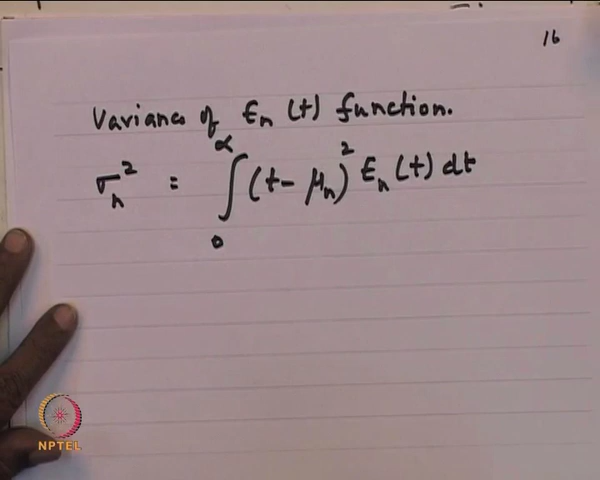 16
Variance of En (t) function.
σn² = ∫₀^α (t - μn)² En (t) dt
NPTEL